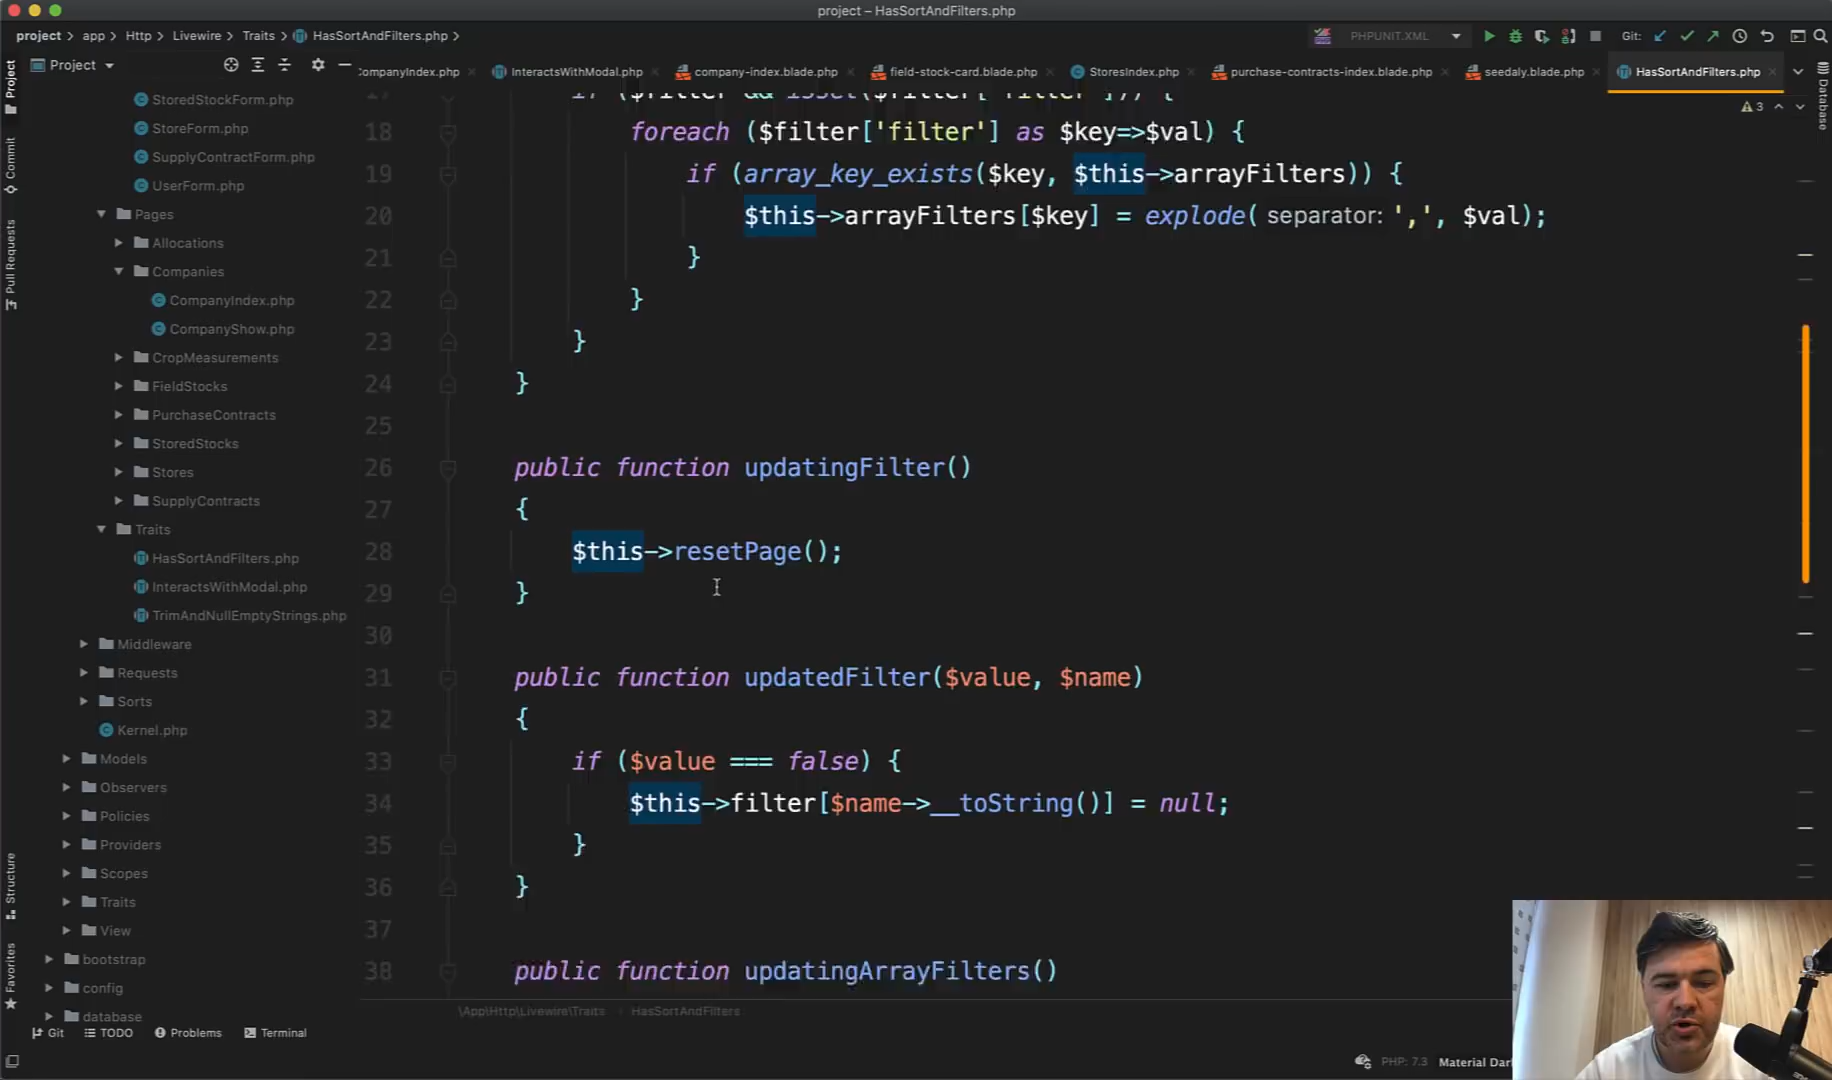 project – HasSortAndFilters.php
project > app > Http > Livewire > Traits > HasSortAndFilters.php >
PHPUNIT.XML
Git:
Project
CompanyIndex.php
InteractsWithModal.php
company-index.blade.php
field-stock-card.blade.php
StoresIndex.php
purchase-contracts-index.blade.php
seedaly.blade.php
HasSortAndFilters.php
3
Project
Commit
Pull Requests
Structure
Favorites
Database
StoredStockForm.php
StoreForm.php
SupplyContractForm.php
UserForm.php
Pages
Allocations
Companies
CompanyIndex.php
CompanyShow.php
CropMeasurements
FieldStocks
PurchaseContracts
StoredStocks
Stores
SupplyContracts
Traits
HasSortAndFilters.php
InteractsWithModal.php
TrimAndNullEmptyStrings.php
Middleware
Requests
Sorts
Kernel.php
Models
Observers
Policies
Providers
Scopes
Traits
View
bootstrap
config
database
17 if ($filter && isset($filter['filter'])) {
18 foreach ($filter['filter'] as $key=>$val) {
19 if (array_key_exists($key, $this->arrayFilters)) {
20 $this->arrayFilters[$key] = explode( separator: ',', $val);
21 }
22 }
23 }
24 }
25
26 public function updatingFilter()
27 {
28 $this->resetPage();
29 }
30
31 public function updatedFilter($value, $name)
32 {
33 if ($value === false) {
34 $this->filter[$name->__toString()] = null;
35 }
36 }
37
38 public function updatingArrayFilters()
\App\Http\Livewire\Traits > HasSortAndFilters
Git
TODO
Problems
Terminal
PHP: 7.3
Material Dar